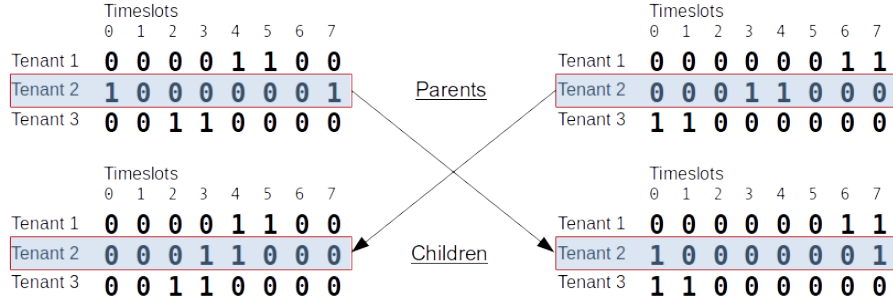 Timeslots
0 1 2 3 4 5 6 7
Tenant 1 0 0 0 0 1 1 0 0
Tenant 2 1 0 0 0 0 0 0 1
Tenant 3 0 0 1 1 0 0 0 0
Parents
Timeslots
0 1 2 3 4 5 6 7
Tenant 1 0 0 0 0 0 0 1 1
Tenant 2 0 0 0 1 1 0 0 0
Tenant 3 1 1 0 0 0 0 0 0
Timeslots
0 1 2 3 4 5 6 7
Tenant 1 0 0 0 0 1 1 0 0
Tenant 2 0 0 0 1 1 0 0 0
Tenant 3 0 0 1 1 0 0 0 0
Children
Timeslots
0 1 2 3 4 5 6 7
Tenant 1 0 0 0 0 0 0 1 1
Tenant 2 1 0 0 0 0 0 0 1
Tenant 3 1 1 0 0 0 0 0 0